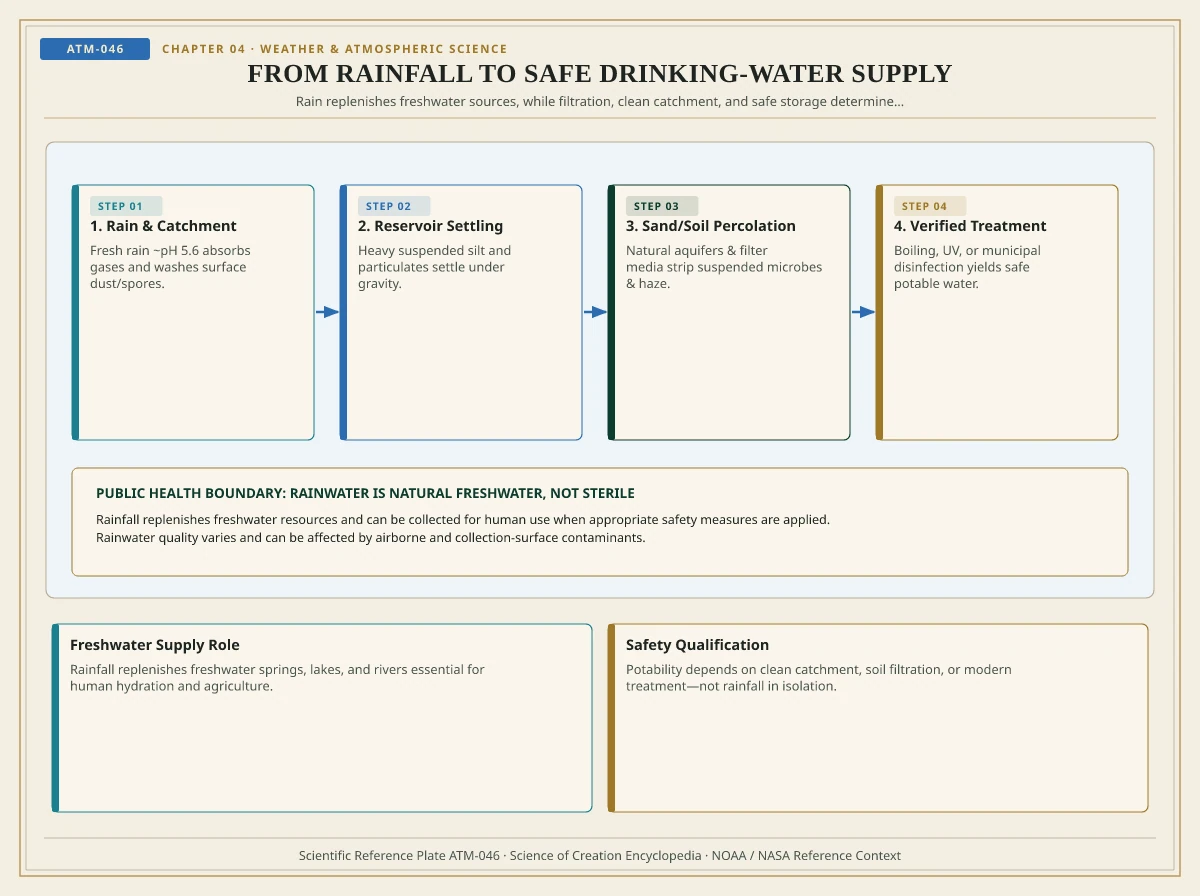 ATM-046
CHAPTER 04 · WEATHER & ATMOSPHERIC SCIENCE
FROM RAINFALL TO SAFE DRINKING-WATER SUPPLY
Rain replenishes freshwater sources, while filtration, clean catchment, and safe storage determine...
STEP 01
1. Rain & Catchment
Fresh rain ~pH 5.6 absorbs
gases and washes surface
dust/spores.
STEP 02
2. Reservoir Settling
Heavy suspended silt and
particulates settle under
gravity.
STEP 03
3. Sand/Soil Percolation
Natural aquifers & filter
media strip suspended microbes
& haze.
STEP 04
4. Verified Treatment
Boiling, UV, or municipal
disinfection yields safe
potable water.
PUBLIC HEALTH BOUNDARY: RAINWATER IS NATURAL FRESHWATER, NOT STERILE
Rainfall replenishes freshwater resources and can be collected for human use when appropriate safety measures are applied.
Rainwater quality varies and can be affected by airborne and collection-surface contaminants.
Freshwater Supply Role
Rainfall replenishes freshwater springs, lakes, and rivers essential for
human hydration and agriculture.
Safety Qualification
Potability depends on clean catchment, soil filtration, or modern
treatment—not rainfall in isolation.
Scientific Reference Plate ATM-046 · Science of Creation Encyclopedia · NOAA / NASA Reference Context